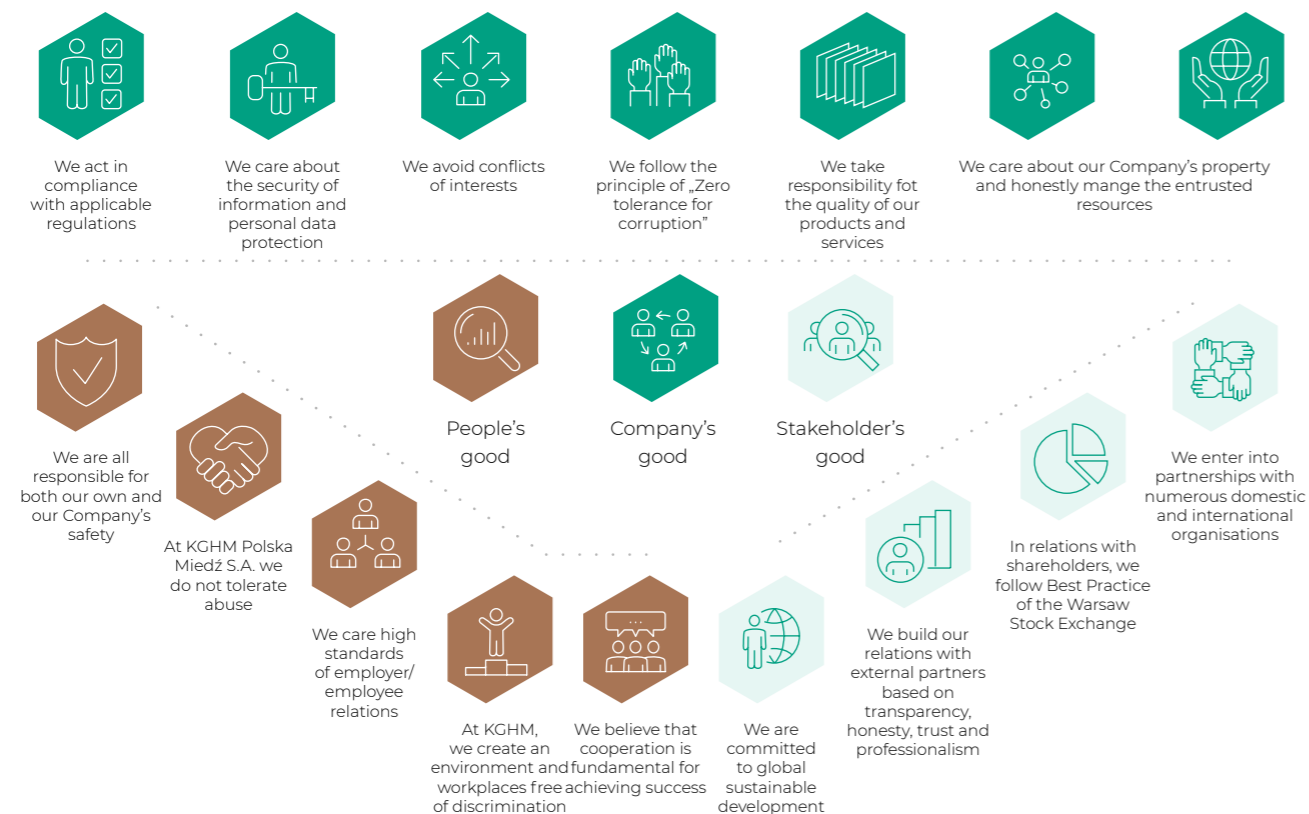 We act in
compliance
with applicable
regulations
We care about
the security of
information and
personal data
protection
We avoid conflicts
of interests
We follow the
principle of „Zero
tolerance for
corruption”
We take
responsibility fot
the quality of our
products and
services
We care about our Company’s property
and honestly mange the entrusted
resources
People’s
good
Company’s
good
Stakeholder’s
good
We are all
responsible for
both our own and
our Company’s
safety
At KGHM Polska
Miedź S.A. we
do not tolerate
abuse
We care high
standards
of employer/
employee
relations
At KGHM,
we create an
environment and
workplaces free
of discrimination
We believe that
cooperation is
fundamental for
achieving success
We are
committed
to global
sustainable
development
We build our
relations with
external partners
based on
transparency,
honesty, trust and
professionalism
In relations with
shareholders, we
follow Best Practice
of the Warsaw
Stock Exchange
We enter into
partnerships with
numerous domestic
and international
organisations